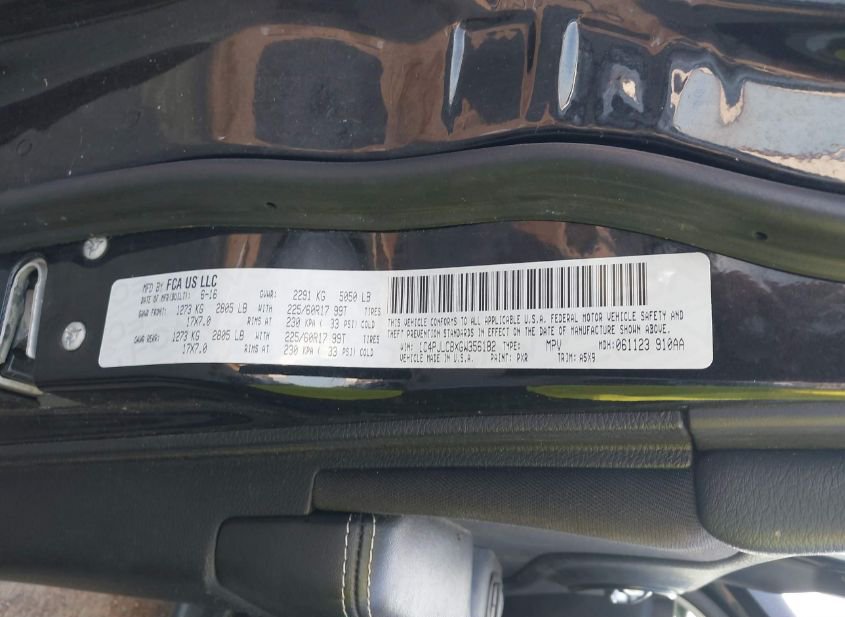 MFD BY FCA US LLC
DATE OF MFR(BUILT): 6-16 GVWR: 2291 KG 5050 LB
GAWR FRONT: 1273 KG 2805 LB WITH 225/60R17 99T TIRES
17X7.0 RIMS AT 230 KPA ( 33 PSI) COLD
GAWR REAR: 1273 KG 2805 LB WITH 225/60R17 99T TIRES
17X7.0 RIMS AT 230 KPA ( 33 PSI) COLD
THIS VEHICLE CONFORMS TO ALL APPLICABLE U.S.A. FEDERAL MOTOR VEHICLE SAFETY AND
THEFT PREVENTION STANDARDS IN EFFECT ON THE DATE OF MANUFACTURE SHOWN ABOVE.
VIN: 1C4PJLCBXGW356182 TYPE: MPV MDH: 061123 910AA
VEHICLE MADE IN U.S.A. PAINT: PXR TRIM: A5X9